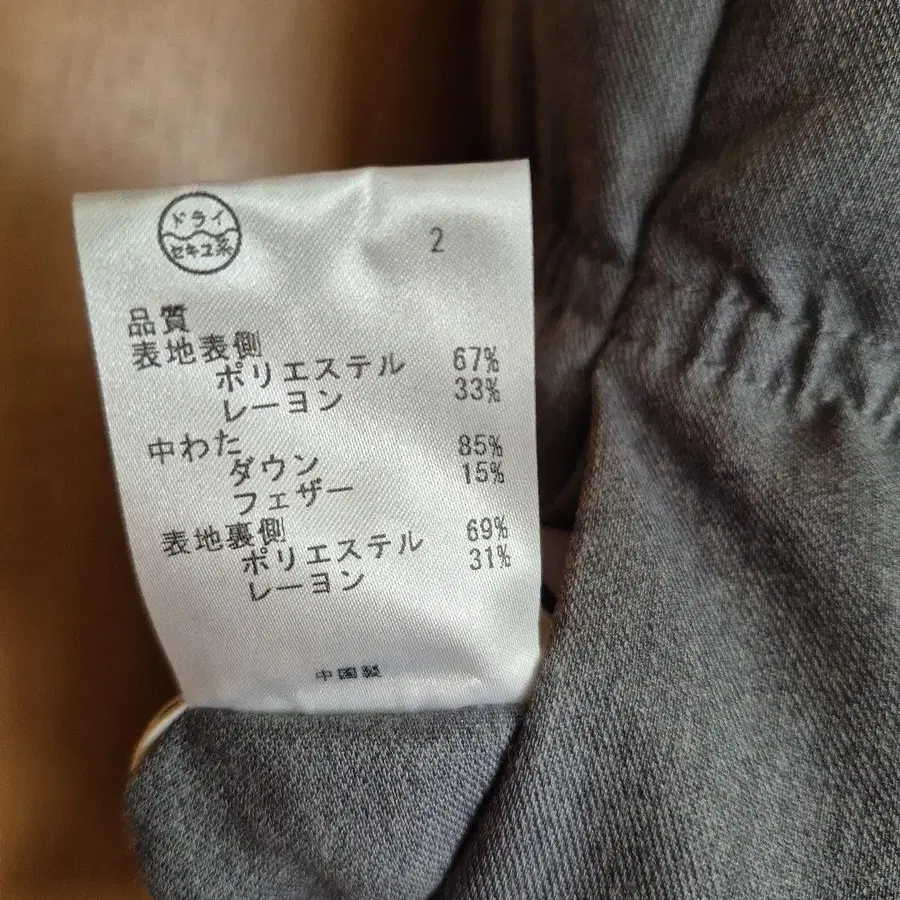 ドライ
セキユ系
2
品質
表地表側
ポリエステル 67%
レーヨン 33%
中わた
ダウン 85%
フェザー 15%
表地裏側
ポリエステル 69%
レーヨン 31%
中国製